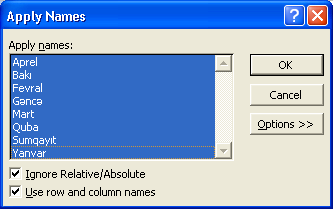 Apply Names
Apply names:
Aprel
Bakı
Fevral
Gəncə
Mart
Quba
Sumqayıt
Yanvar
OK
Cancel
Options >>
Ignore Relative/Absolute
Use row and column names